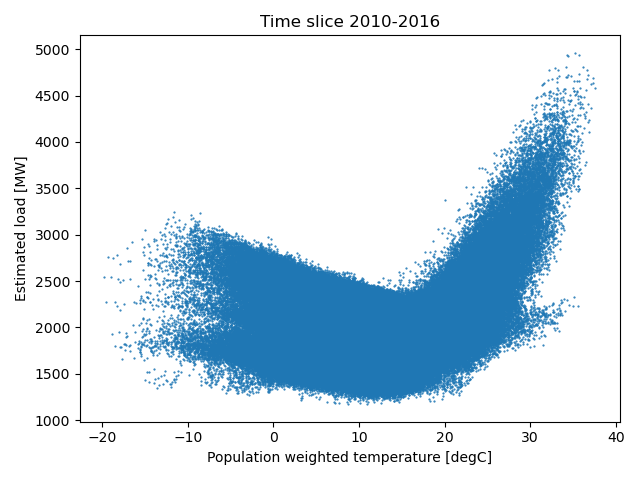 Time slice 2010-2016
5000
4500
4000
3500
3000
2500
2000
1500
1000
Estimated load [MW]
−20 −10 0 10 20 30 40
Population weighted temperature [degC]